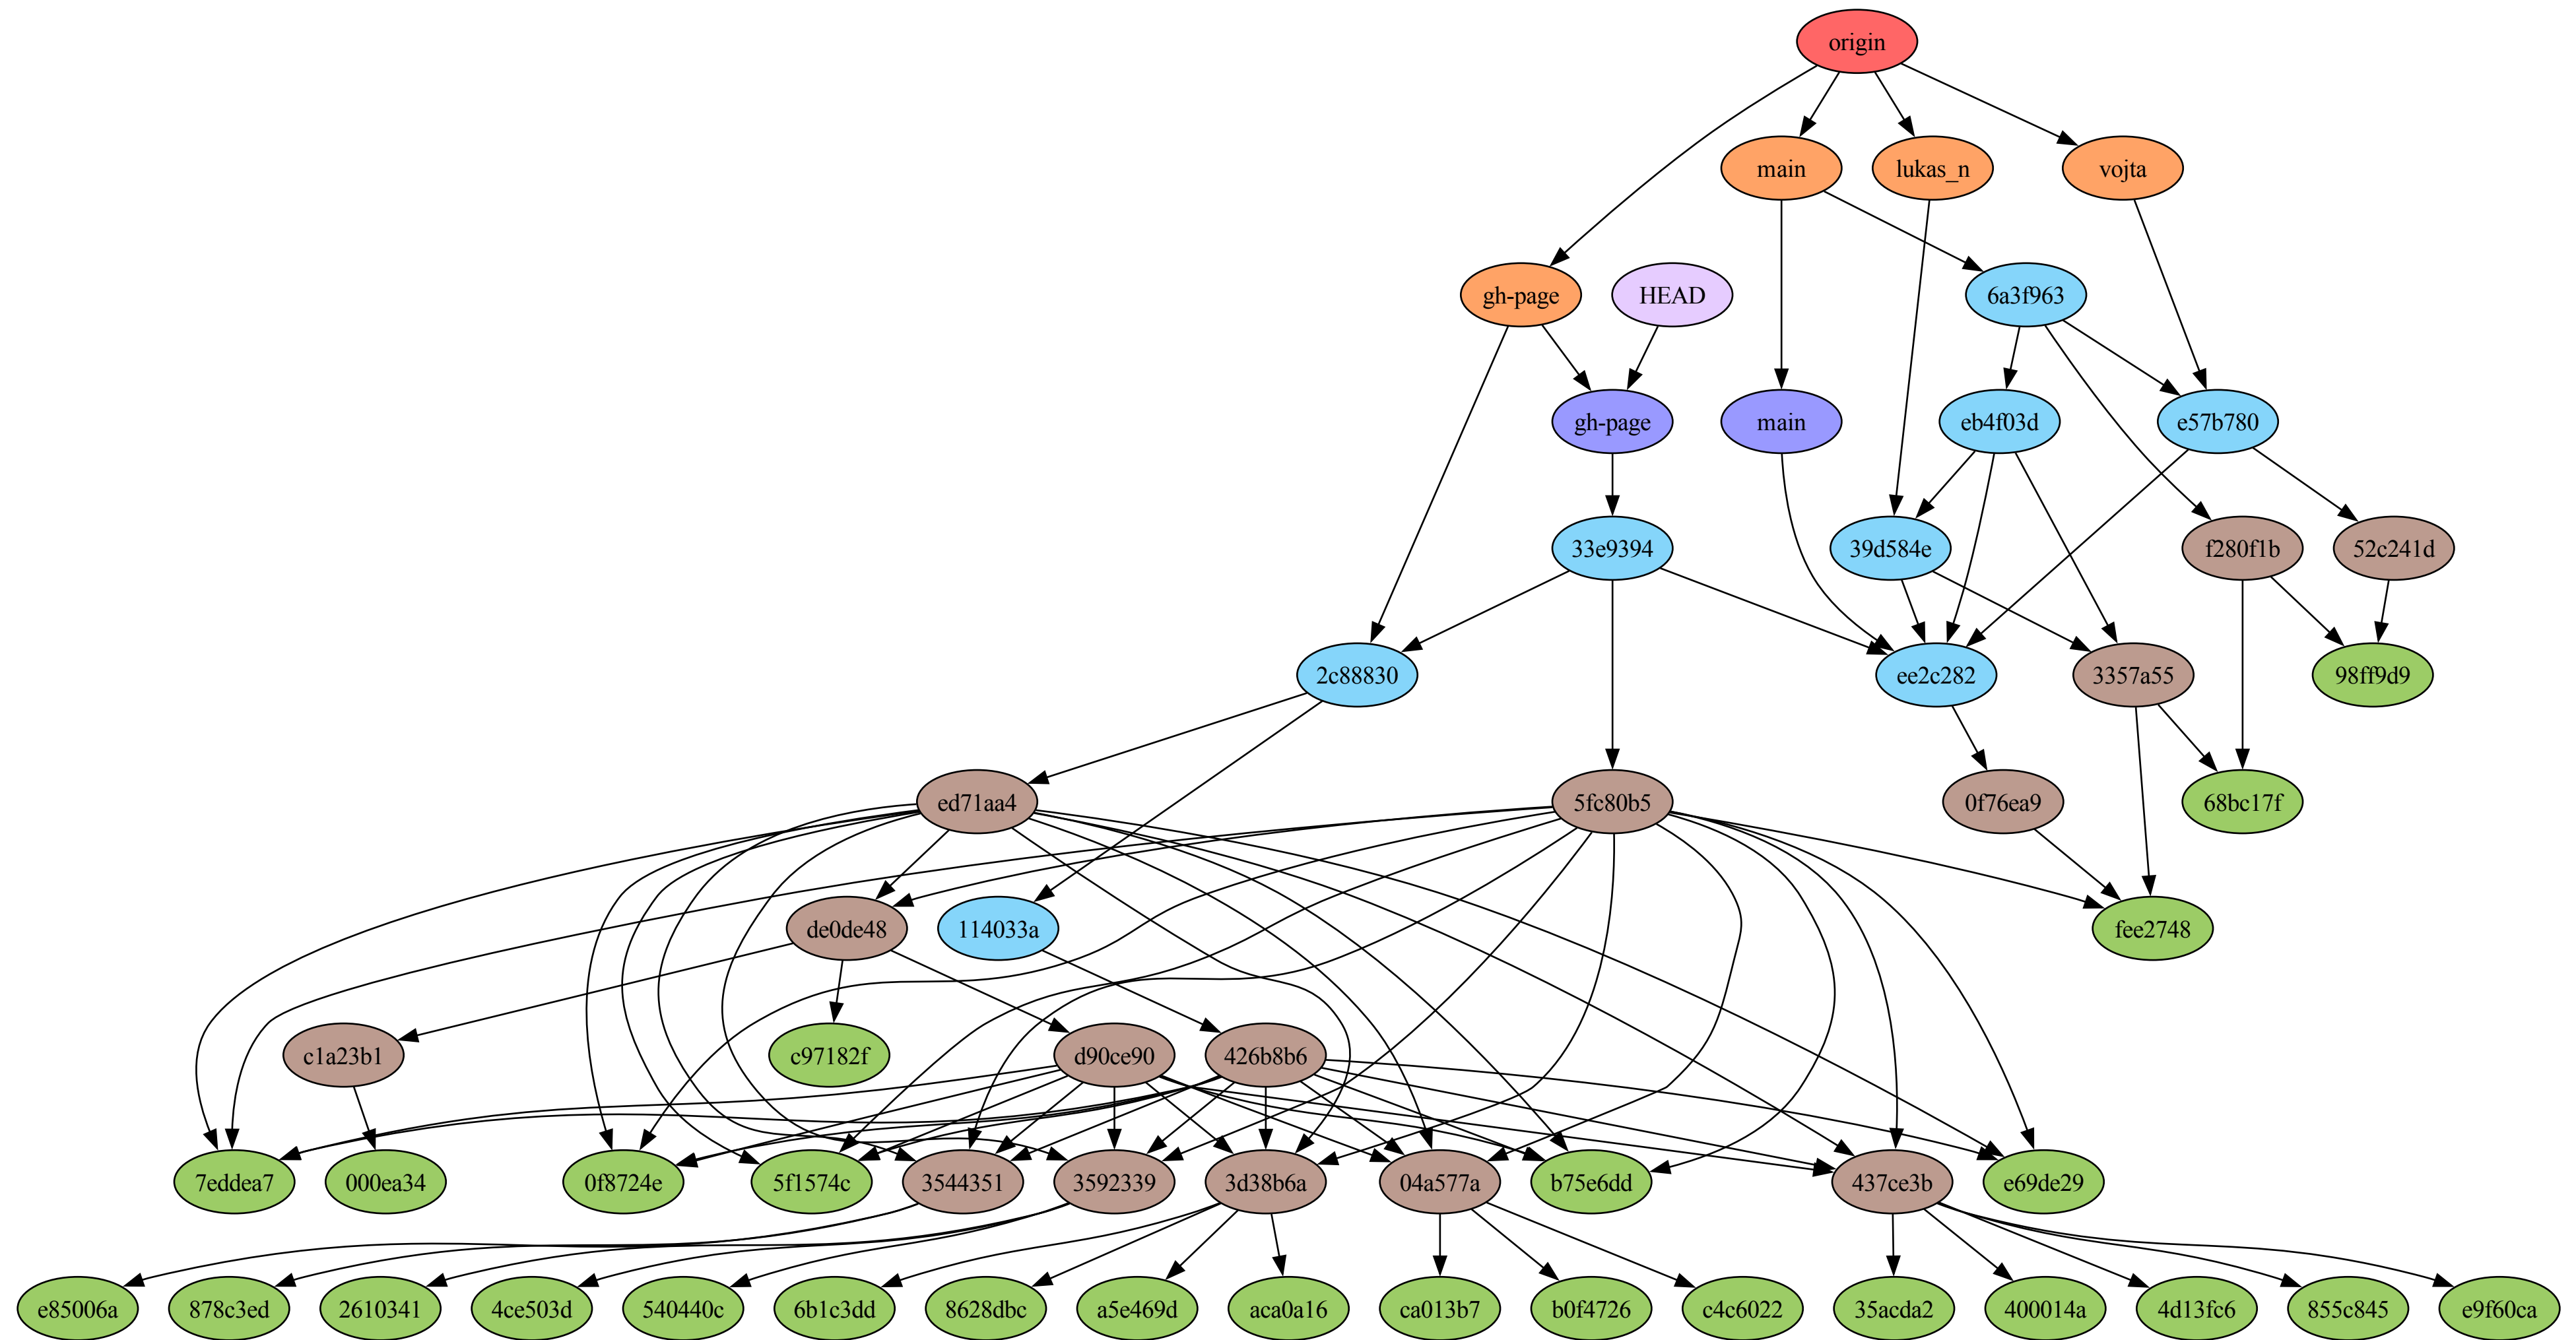 origin
main
lukas_n
vojta
gh-page
HEAD
6a3f963
gh-page
main
eb4f03d
e57b780
33e9394
39d584e
f280f1b
52c241d
2c88830
ee2c282
3357a55
98ff9d9
ed71aa4
5fc80b5
0f76ea9
68bc17f
de0de48
114033a
fee2748
c1a23b1
c97182f
d90ce90
426b8b6
7eddea7
000ea34
0f8724e
5f1574c
3544351
3592339
3d38b6a
04a577a
b75e6dd
437ce3b
e69de29
e85006a
878c3ed
2610341
4ce503d
540440c
6b1c3dd
8628dbc
a5e469d
aca0a16
ca013b7
b0f4726
c4c6022
35acda2
400014a
4d13fc6
855c845
e9f60ca